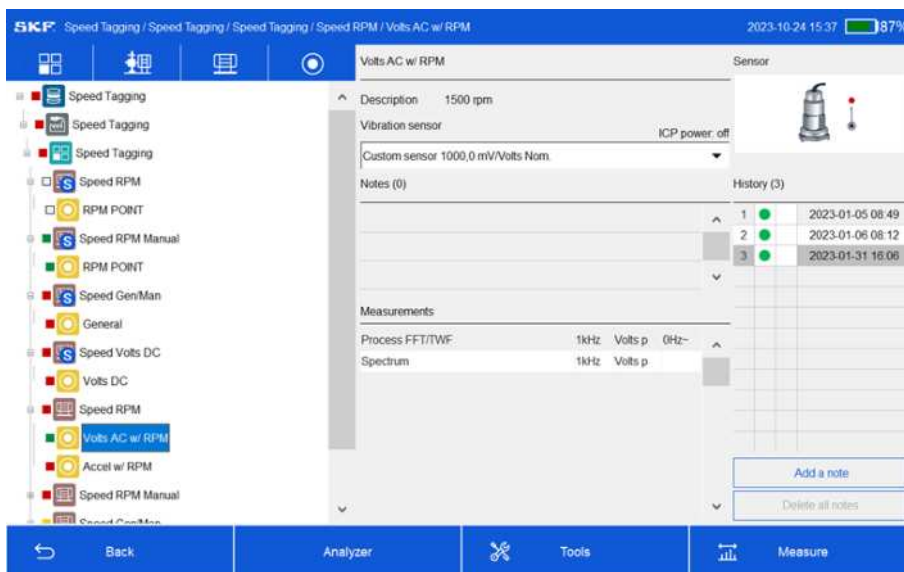 SKF Speed Tagging / Speed Tagging / Speed Tagging / Speed RPM / Volts AC w/ RPM 2023-10-24 15:37 87%
Speed Tagging
Speed Tagging
Speed Tagging
Speed RPM
RPM POINT
Speed RPM Manual
RPM POINT
Speed Gen/Man
General
Speed Volts DC
Volts DC
Speed RPM
Volts AC w/ RPM
Accel w/ RPM
Speed RPM Manual
Speed Gen/Man
Volts AC w/ RPM
Description 1500 rpm
Vibration sensor
ICP power: off
Custom sensor 1000,0 mV/Volts Nom.
Notes (0)
Measurements
Process FFT/TWF 1kHz Volts p 0Hz~
Spectrum 1kHz Volts p
Sensor
History (3)
1 2023-01-05 08:49
2 2023-01-06 08:12
3 2023-01-31 16:06
Add a note
Delete all notes
Back Analyzer Tools Measure